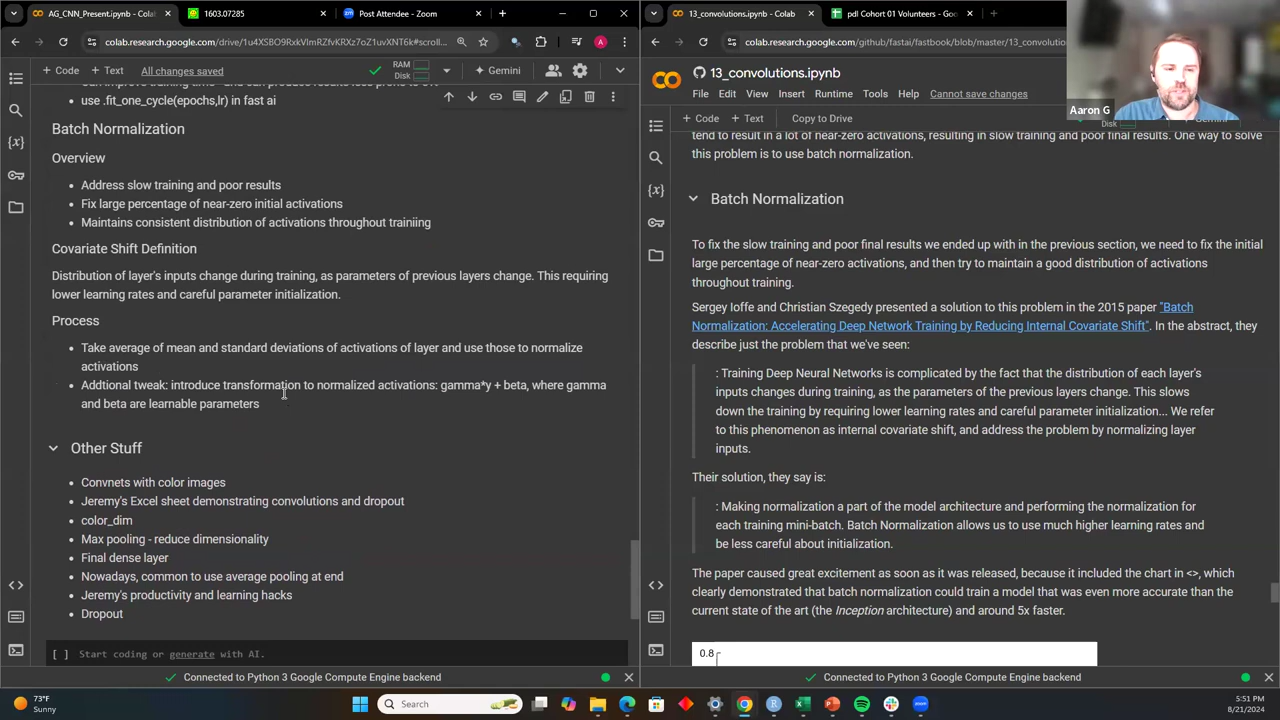 AG_CNN_Present.ipynb - Colab
1603.07285
Post Attendee - Zoom
13_convolutions.ipynb - Colab
pdl Cohort 01 Volunteers - Goo
colab.research.google.com/drive/1u4XSBO9RxkVlmRZfvKRXz7oZ1uvXNT6k#scroll...
colab.research.google.com/github/fastai/fastbook/blob/master/13_convolution
+ Code + Text All changes saved
RAM
Disk
Gemini
13_convolutions.ipynb
File Edit View Insert Runtime Tools Help Cannot save changes
+ Code + Text Copy to Drive
Disk
Aaron G
use .fit_one_cycle(epochs,lr) in fast ai
Batch Normalization
Overview
Address slow training and poor results
Fix large percentage of near-zero initial activations
Maintains consistent distribution of activations throughout trainiing
Covariate Shift Definition
Distribution of layer's inputs change during training, as parameters of previous layers change. This requiring
lower learning rates and careful parameter initialization.
Process
Take average of mean and standard deviations of activations of layer and use those to normalize
activations
Addtional tweak: introduce transformation to normalized activations: gamma*y + beta, where gamma
and beta are learnable parameters
Other Stuff
Convnets with color images
Jeremy's Excel sheet demonstrating convolutions and dropout
color_dim
Max pooling - reduce dimensionality
Final dense layer
Nowadays, common to use average pooling at end
Jeremy's productivity and learning hacks
Dropout
[ ] Start coding or generate with AI.
Connected to Python 3 Google Compute Engine backend
tend to result in a lot of near-zero activations, resulting in slow training and poor final results. One way to solve
this problem is to use batch normalization.
Batch Normalization
To fix the slow training and poor final results we ended up with in the previous section, we need to fix the initial
large percentage of near-zero activations, and then try to maintain a good distribution of activations
throughout training.
Sergey Ioffe and Christian Szegedy presented a solution to this problem in the 2015 paper "Batch
Normalization: Accelerating Deep Network Training by Reducing Internal Covariate Shift". In the abstract, they
describe just the problem that we've seen:
: Training Deep Neural Networks is complicated by the fact that the distribution of each layer's
inputs changes during training, as the parameters of the previous layers change. This slows
down the training by requiring lower learning rates and careful parameter initialization... We refer
to this phenomenon as internal covariate shift, and address the problem by normalizing layer
inputs.
Their solution, they say is:
: Making normalization a part of the model architecture and performing the normalization for
each training mini-batch. Batch Normalization allows us to use much higher learning rates and
be less careful about initialization.
The paper caused great excitement as soon as it was released, because it included the chart in <>, which
clearly demonstrated that batch normalization could train a model that was even more accurate than the
current state of the art (the Inception architecture) and around 5x faster.
0.8
Connected to Python 3 Google Compute Engine backend
73°F
Sunny
Search
5:51 PM
8/21/2024